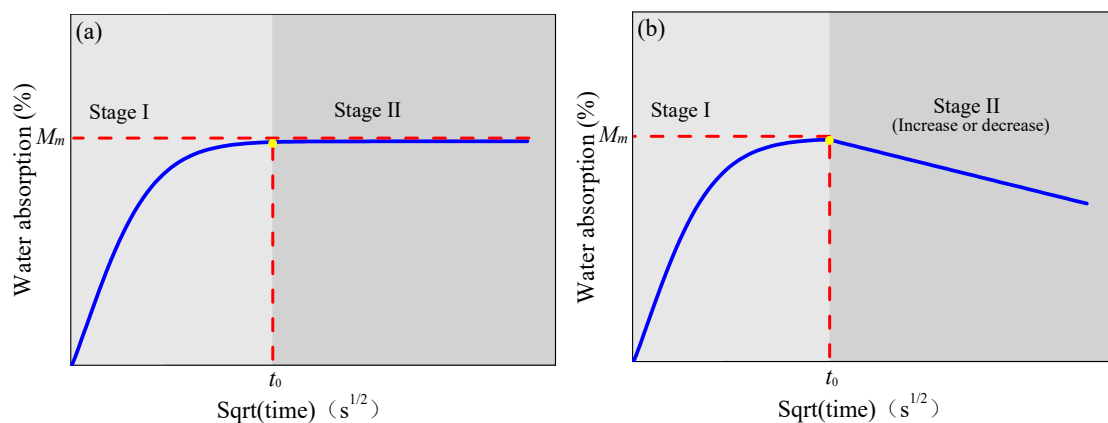 (a)
Stage I
Stage II
Mm
Water absorption (%)
t0
Sqrt(time)（s1/2）
(b)
Stage I
Stage II
(Increase or decrease)
Mm
Water absorption (%)
t0
Sqrt(time)（s1/2）